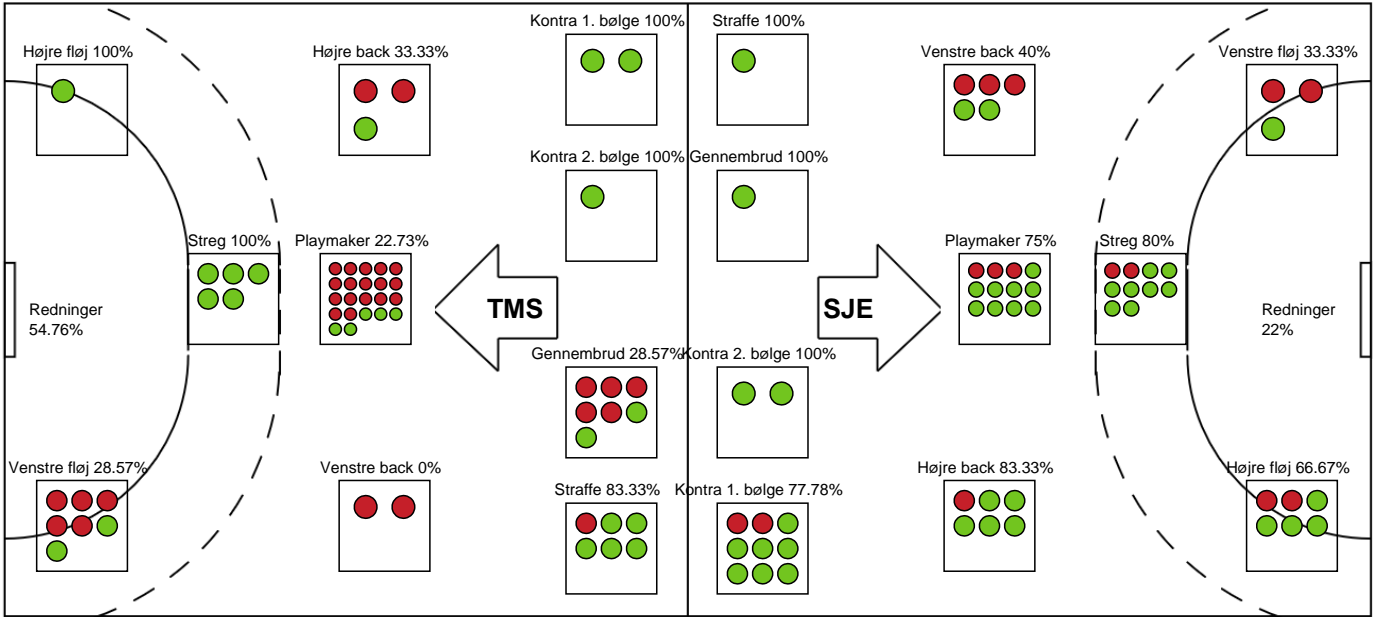 Kontra 1. bølge 100%
Straffe 100%
Højre fløj 100%
Højre back 33.33%
Venstre back 40%
Venstre fløj 33.33%
Kontra 2. bølge 100%
Gennembrud 100%
Streg 100%
Playmaker 22.73%
Playmaker 75%
Streg 80%
TMS
SJE
Redninger
54.76%
Redninger
22%
Gennembrud 28.57%
Kontra 2. bølge 100%
Venstre fløj 28.57%
Venstre back 0%
Højre back 83.33%
Højre fløj 66.67%
Straffe 83.33%
Kontra 1. bølge 77.78%